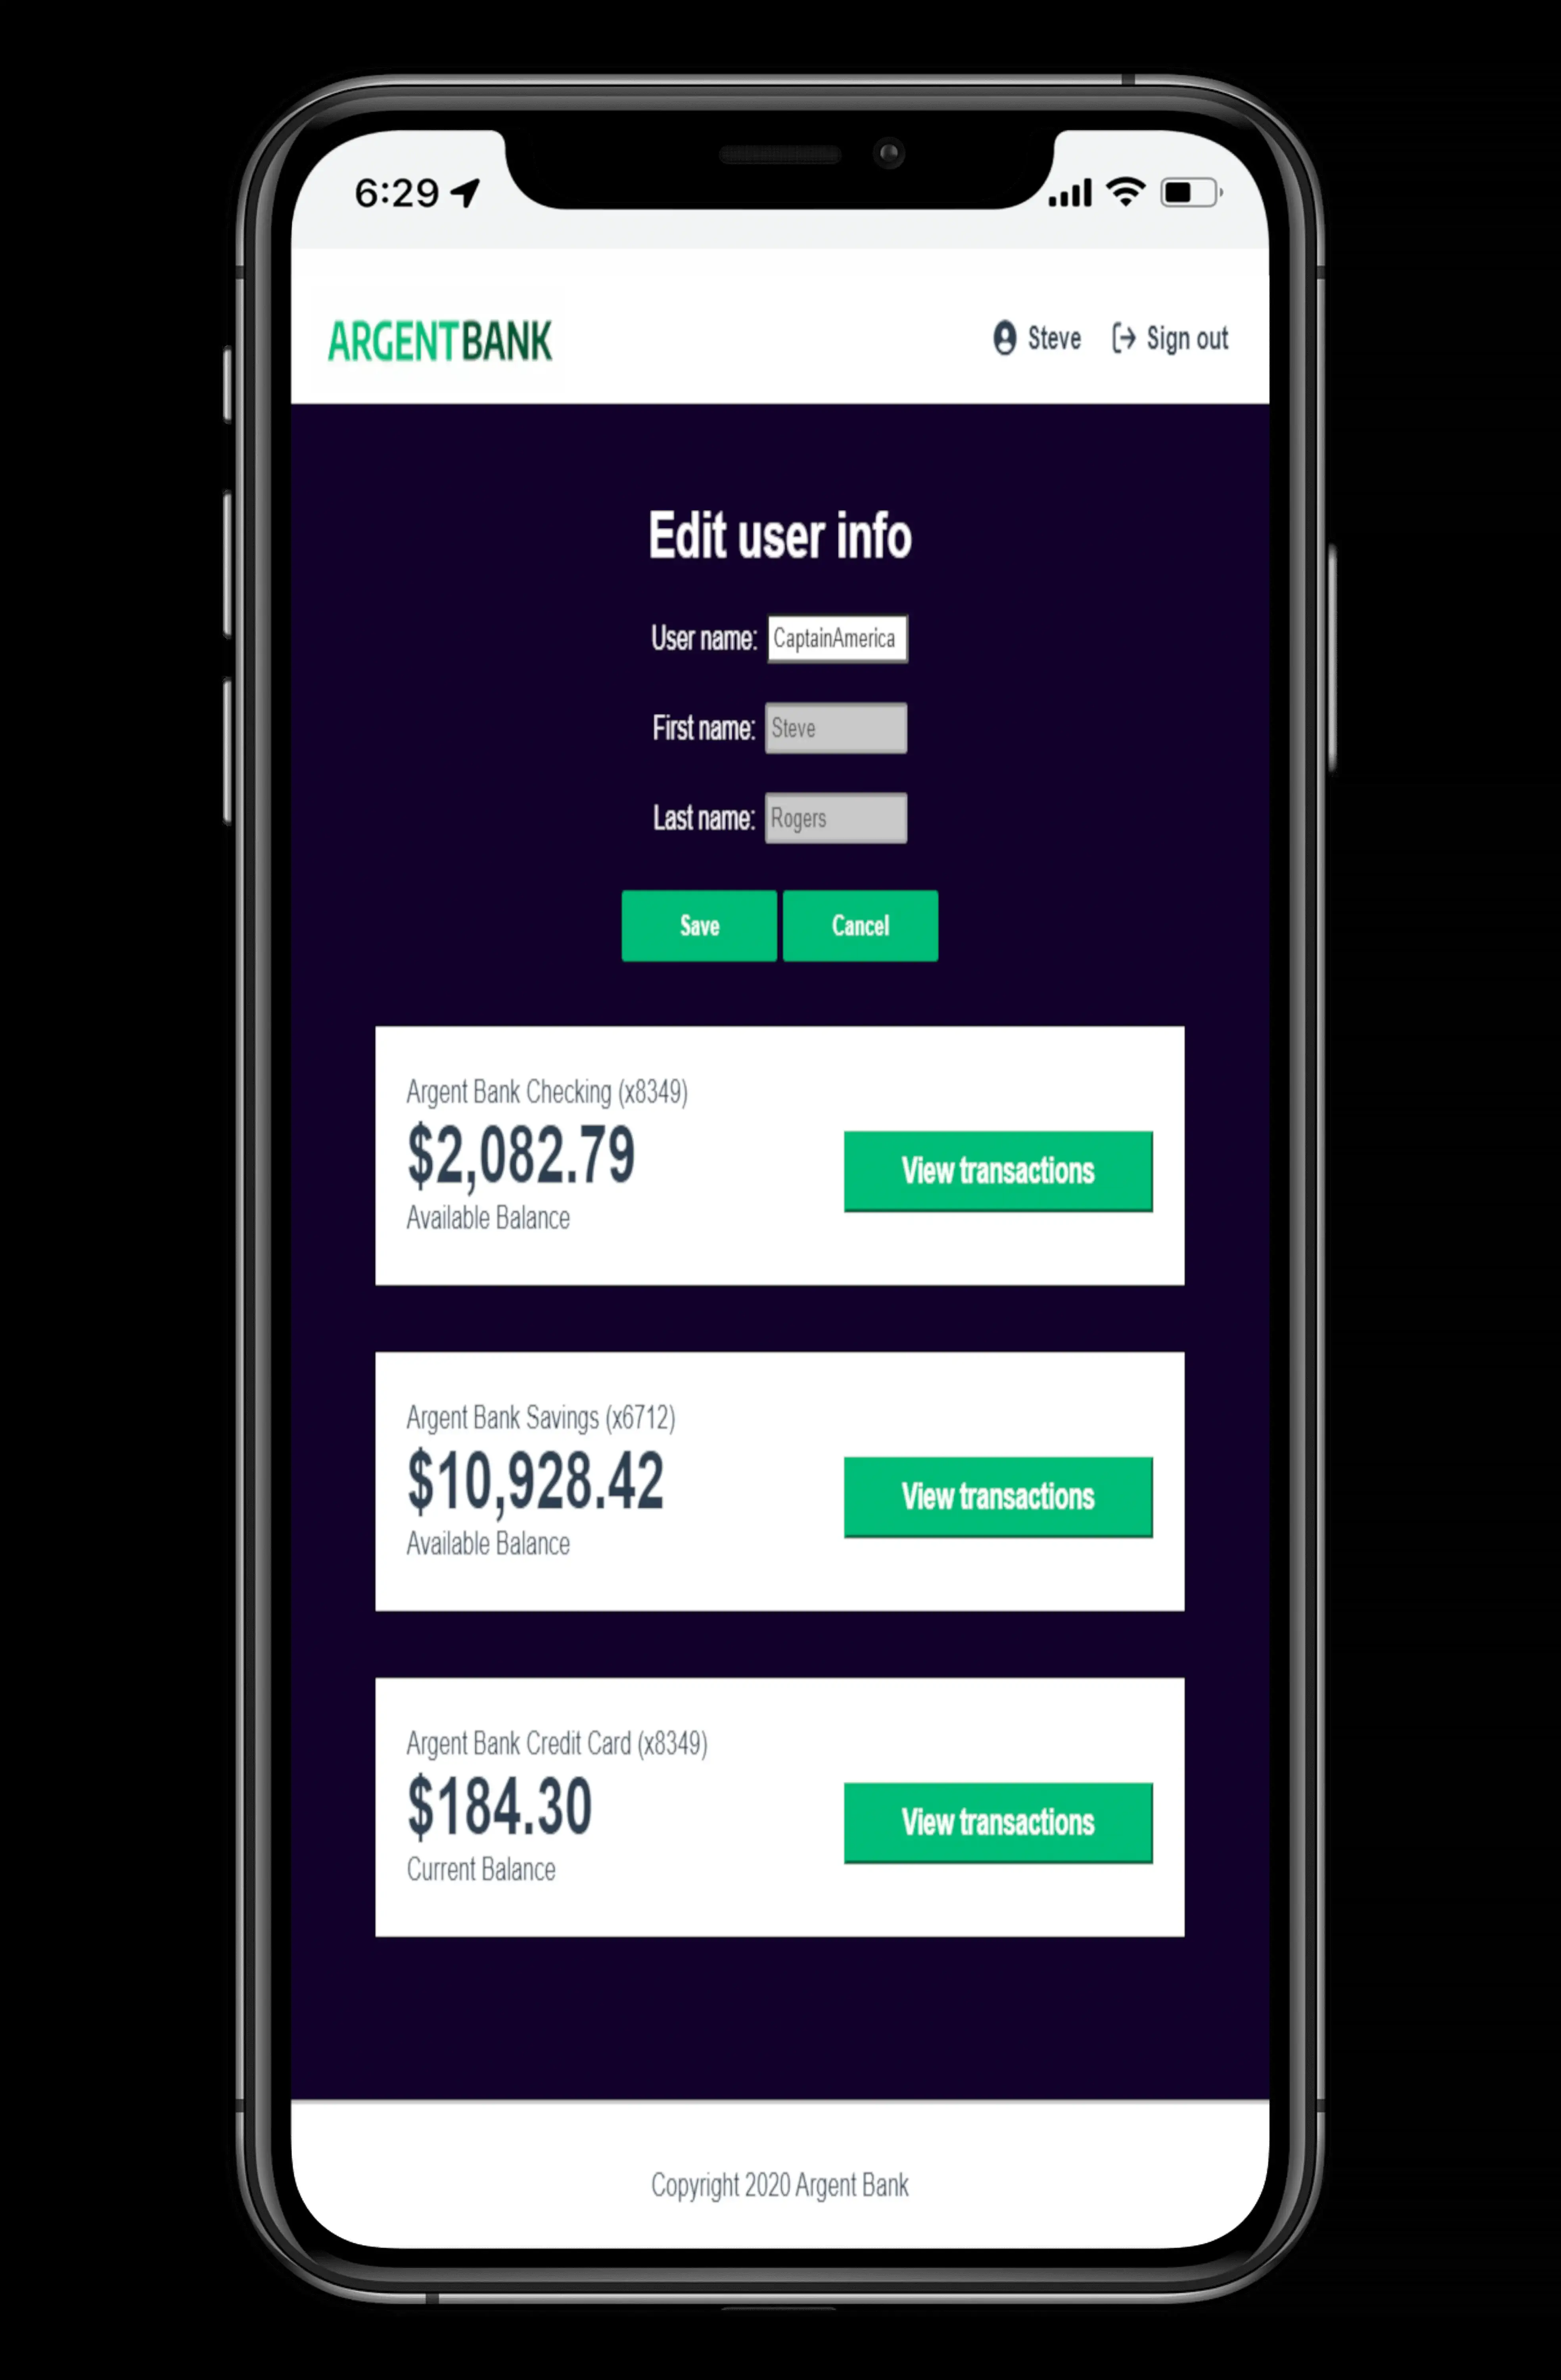 6:29
ARGENTBANK
Steve Sign out
Edit user info
User name: CaptainAmerica
First name: Steve
Last name: Rogers
Save Cancel
Argent Bank Checking (x8349)
$2,082.79
Available Balance
View transactions
Argent Bank Savings (x6712)
$10,928.42
Available Balance
View transactions
Argent Bank Credit Card (x8349)
$184.30
Current Balance
View transactions
Copyright 2020 Argent Bank